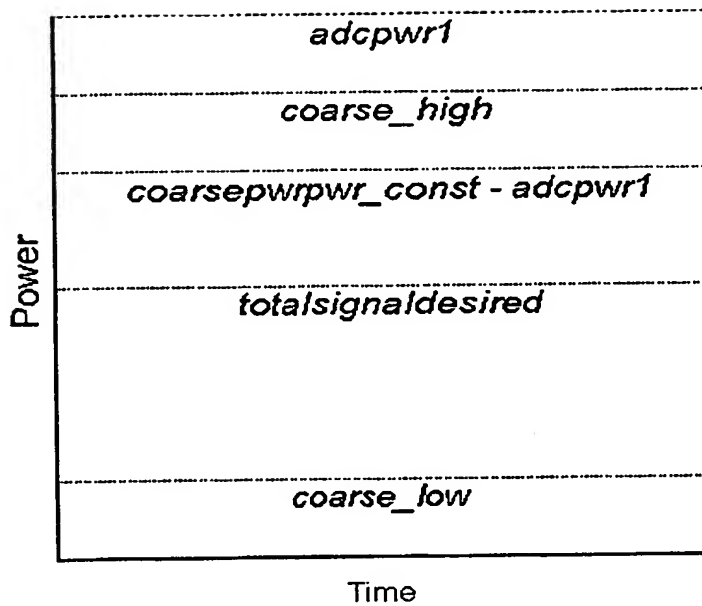 adcpwr1
coarse_high
coarsepwrpwr_const - adcpwr1
totalsignaldesired
coarse_low
Power
Time